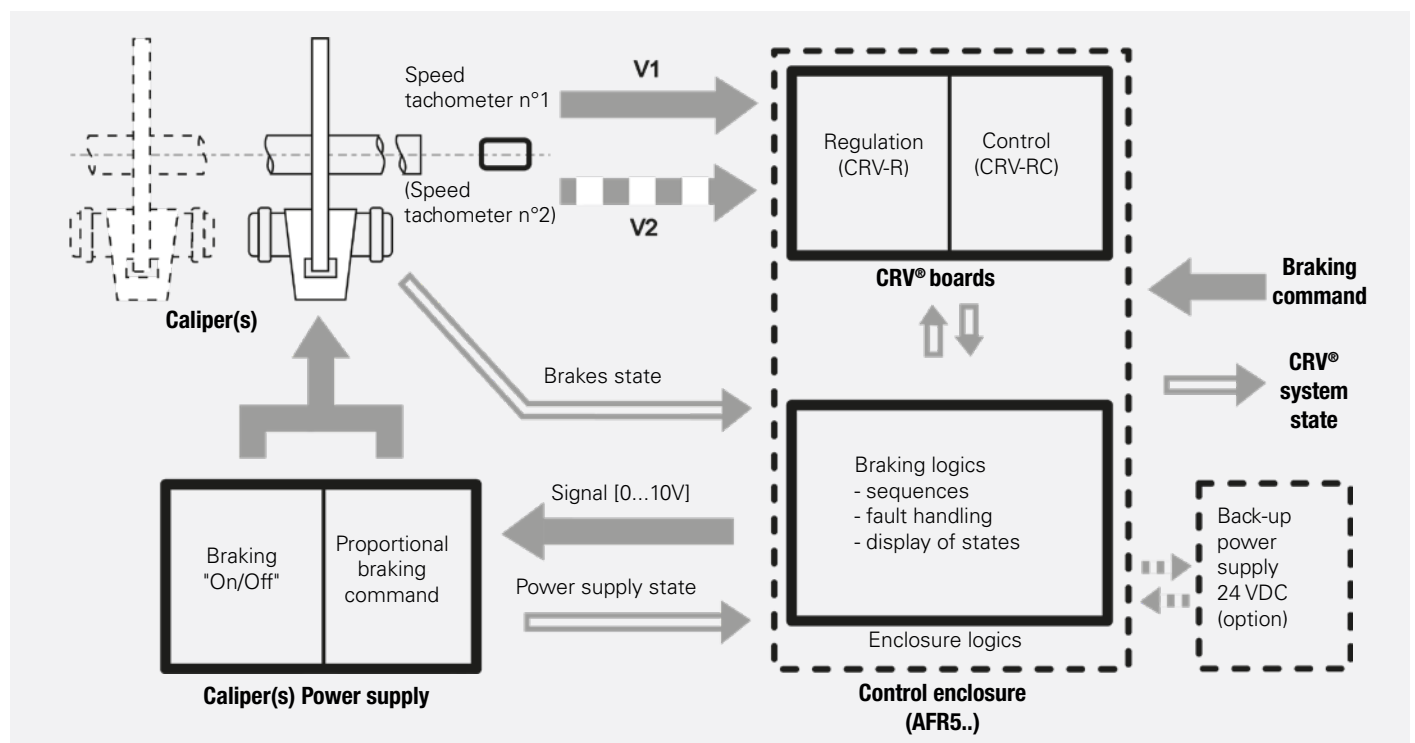 Speed
tachometer n°1
V1
(Speed
tachometer n°2)
V2
Caliper(s)
Regulation
(CRV-R)
Control
(CRV-RC)
CRV® boards
Braking
command
CRV®
system
state
Brakes state
Braking logics
- sequences
- fault handling
- display of states
Signal [0...10V]
Braking
"On/Off"
Proportional
braking
command
Power supply state
Back-up
power
supply
24 VDC
(option)
Enclosure logics
Caliper(s) Power supply
Control enclosure
(AFR5..)